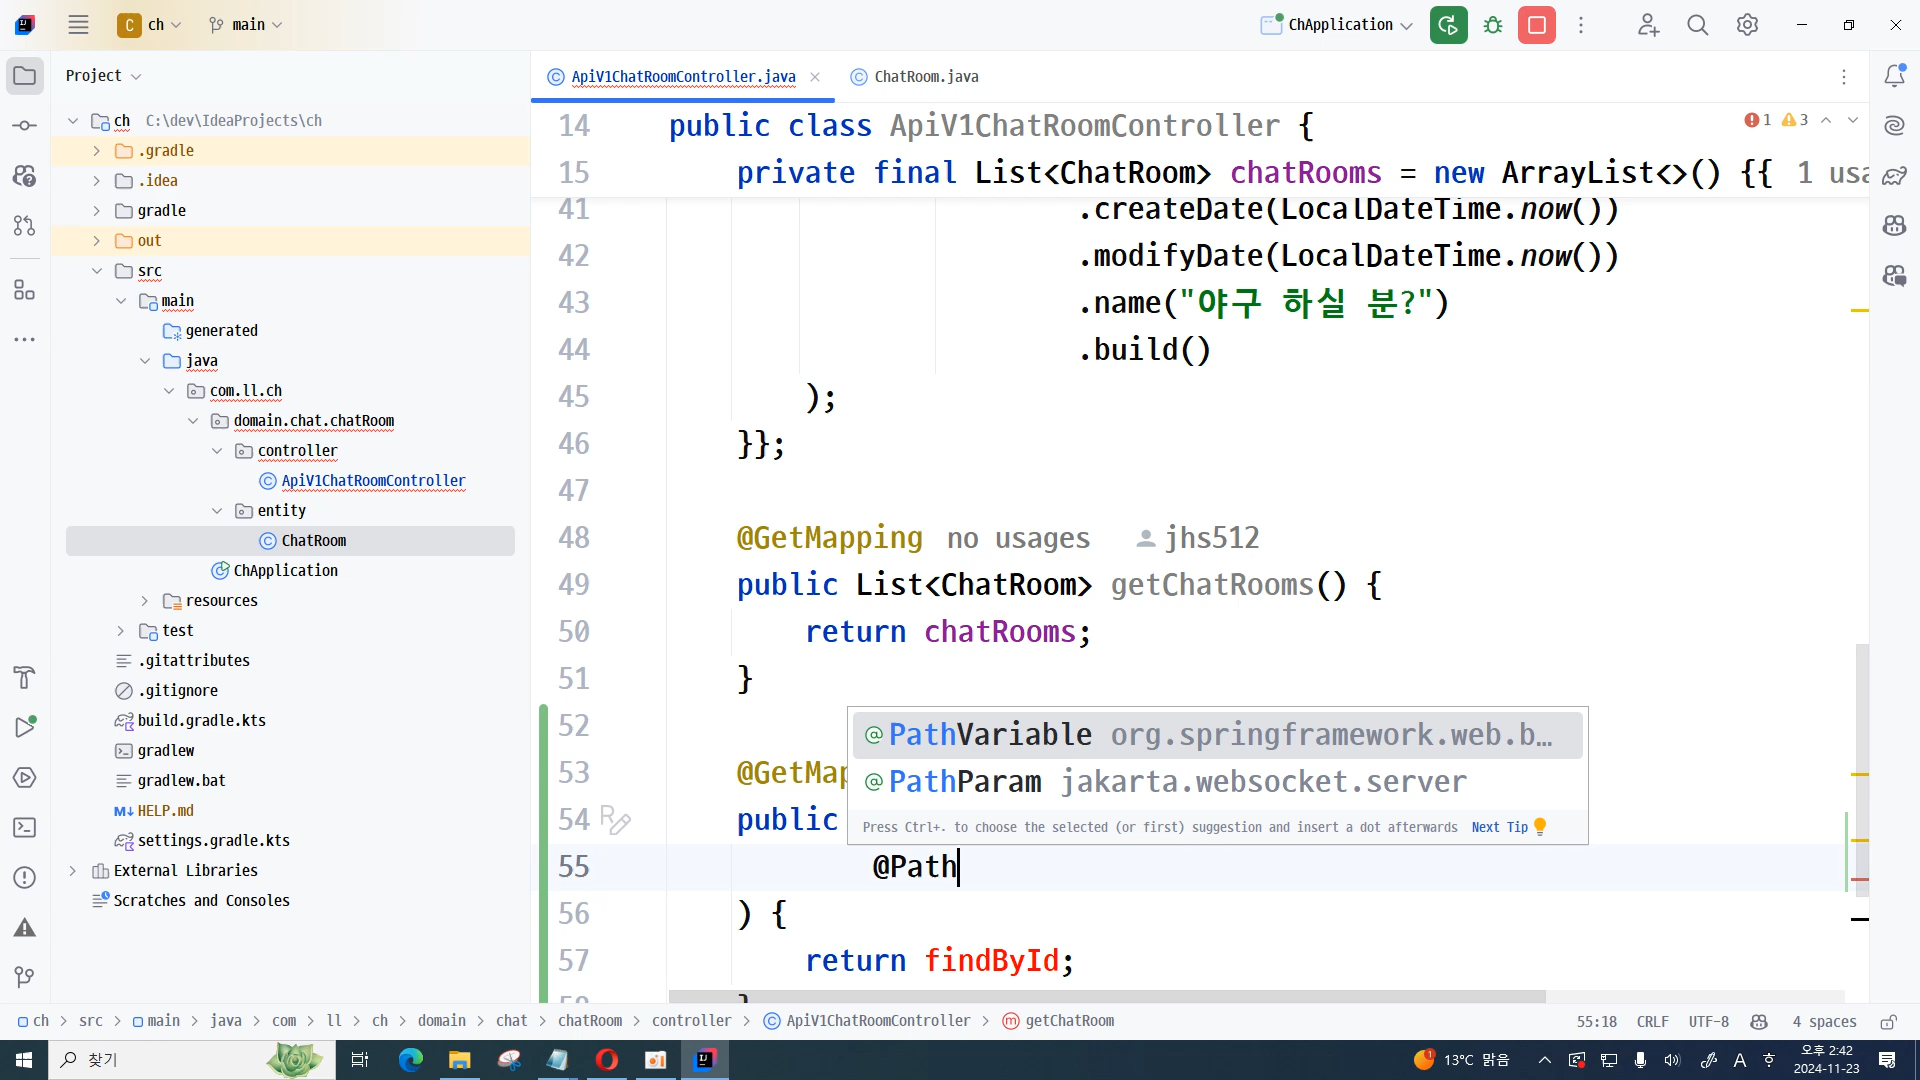 ch
main
ChApplication
Project
ApiV1ChatRoomController.java
ChatRoom.java
ch C:\dev\IdeaProjects\ch
.gradle
.idea
gradle
out
src
main
generated
java
com.ll.ch
domain.chat.chatRoom
controller
ApiV1ChatRoomController
entity
ChatRoom
ChApplication
resources
test
.gitattributes
.gitignore
build.gradle.kts
gradlew
gradlew.bat
HELP.md
settings.gradle.kts
External Libraries
Scratches and Consoles
1 3
14 public class ApiV1ChatRoomController {
15 private final List<ChatRoom> chatRooms = new ArrayList<>() {{ 1 usa
41 .createDate(LocalDateTime.now())
42 .modifyDate(LocalDateTime.now())
43 .name("야구 하실 분?")
44 .build()
45 );
46 }};
47
48 @GetMapping no usages jhs512
49 public List<ChatRoom> getChatRooms() {
50 return chatRooms;
51 }
52
53 @GetMap
54 public
55 @Path
56 ) {
57 return findById;
58 }
@ PathVariable org.springframework.web.b...
@ PathParam jakarta.websocket.server
Press Ctrl+. to choose the selected (or first) suggestion and insert a dot afterwards Next Tip
ch > src > main > java > com > ll > ch > domain > chat > chatRoom > controller > ApiV1ChatRoomController > getChatRoom
55:18 CRLF UTF-8 4 spaces
찾기
13°C 맑음
A
오후 2:42
2024-11-23